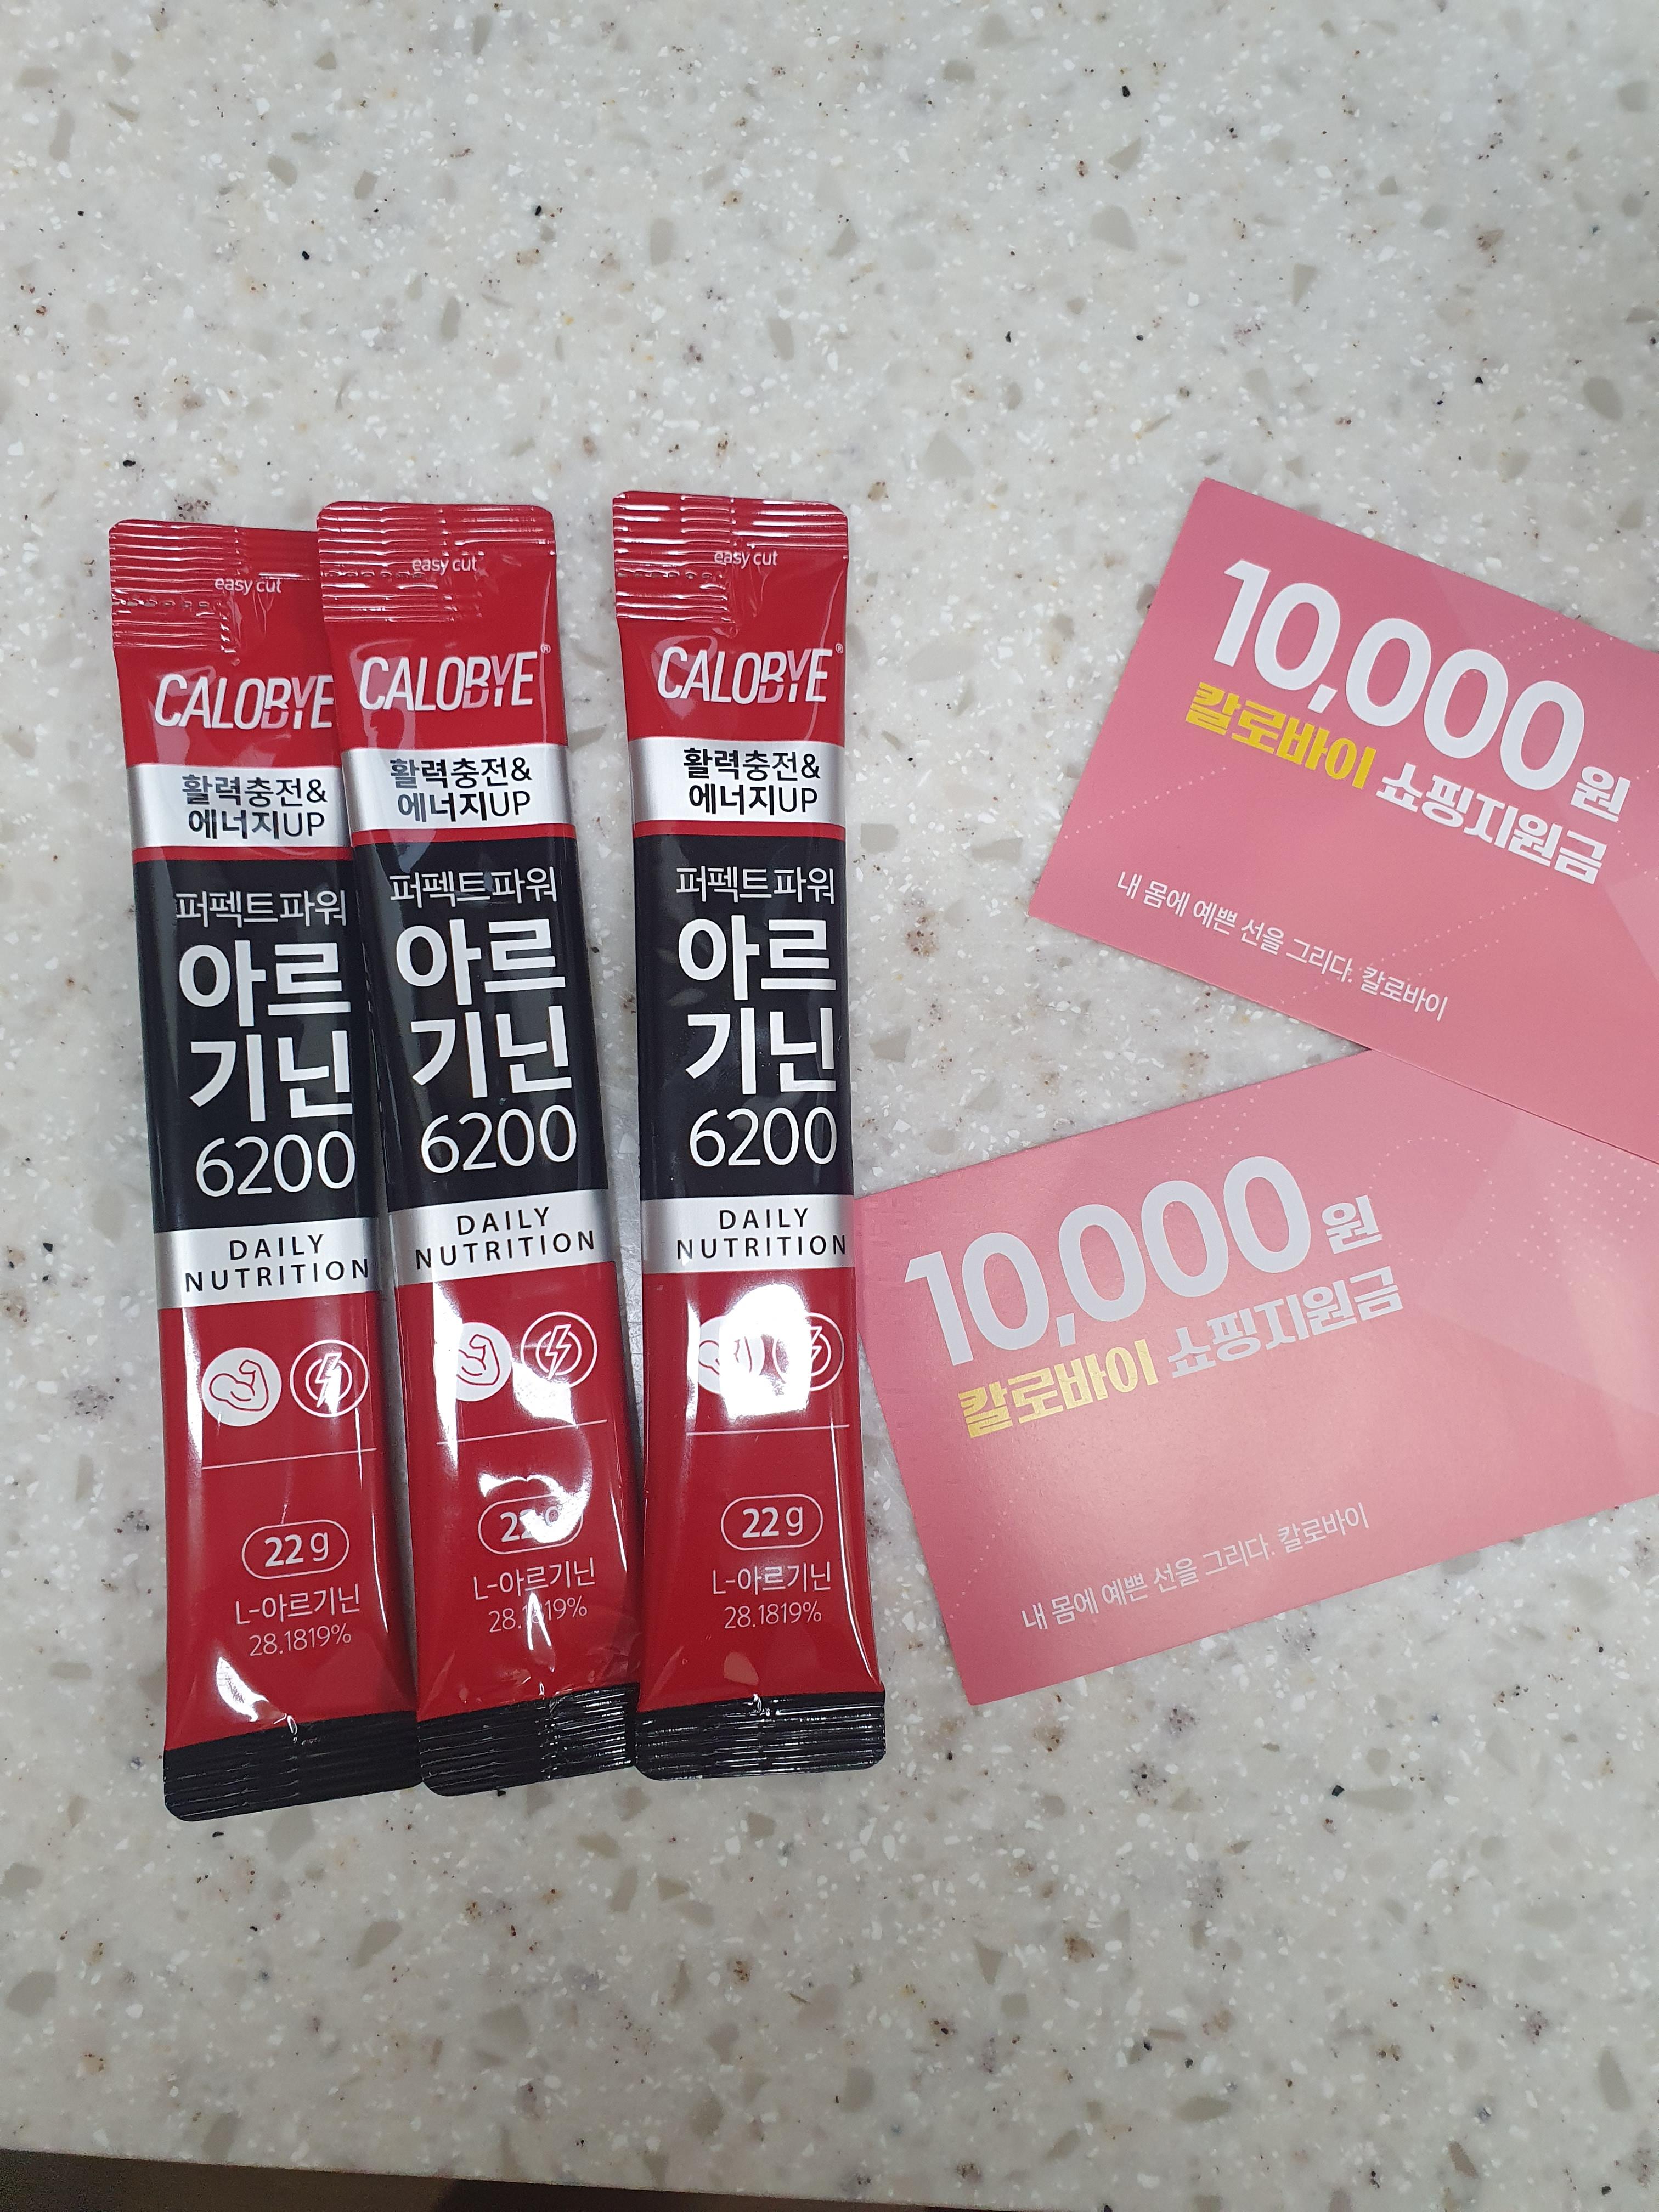 easy cut
CALOBYE
활력충전&
에너지UP
퍼펙트파워
아르
기닌
6200
DAILY
NUTRITION
22g
L-아르기닌
28.1819%
easy cut
CALOBYE®
활력충전&
에너지UP
퍼펙트파워
아르
기닌
6200
DAILY
NUTRITION
22g
L-아르기닌
28.1819%
easy cut
CALOBYE®
활력충전&
에너지UP
퍼펙트파워
아르
기닌
6200
DAILY
NUTRITION
22g
L-아르기닌
28.1819%
10,000원
칼로바이 쇼핑지원금
내 몸에 예쁜 선을 그리다. 칼로바이
10,000원
칼로바이 쇼핑지원금
내 몸에 예쁜 선을 그리다. 칼로바이